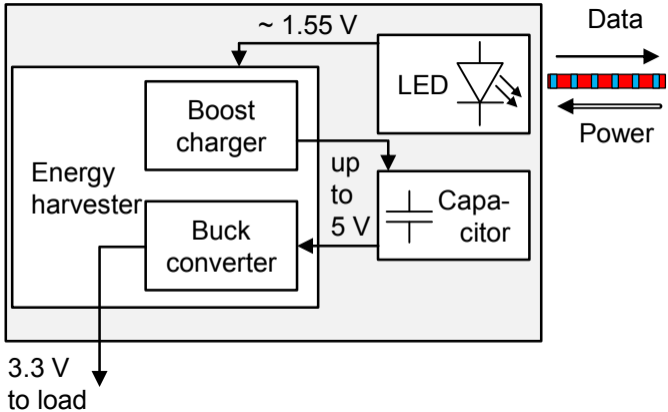 ~ 1.55 V
Data
LED
Boost
charger
Power
Energy
harvester
up
to
5 V
Capa-
citor
Buck
converter
3.3 V
to load